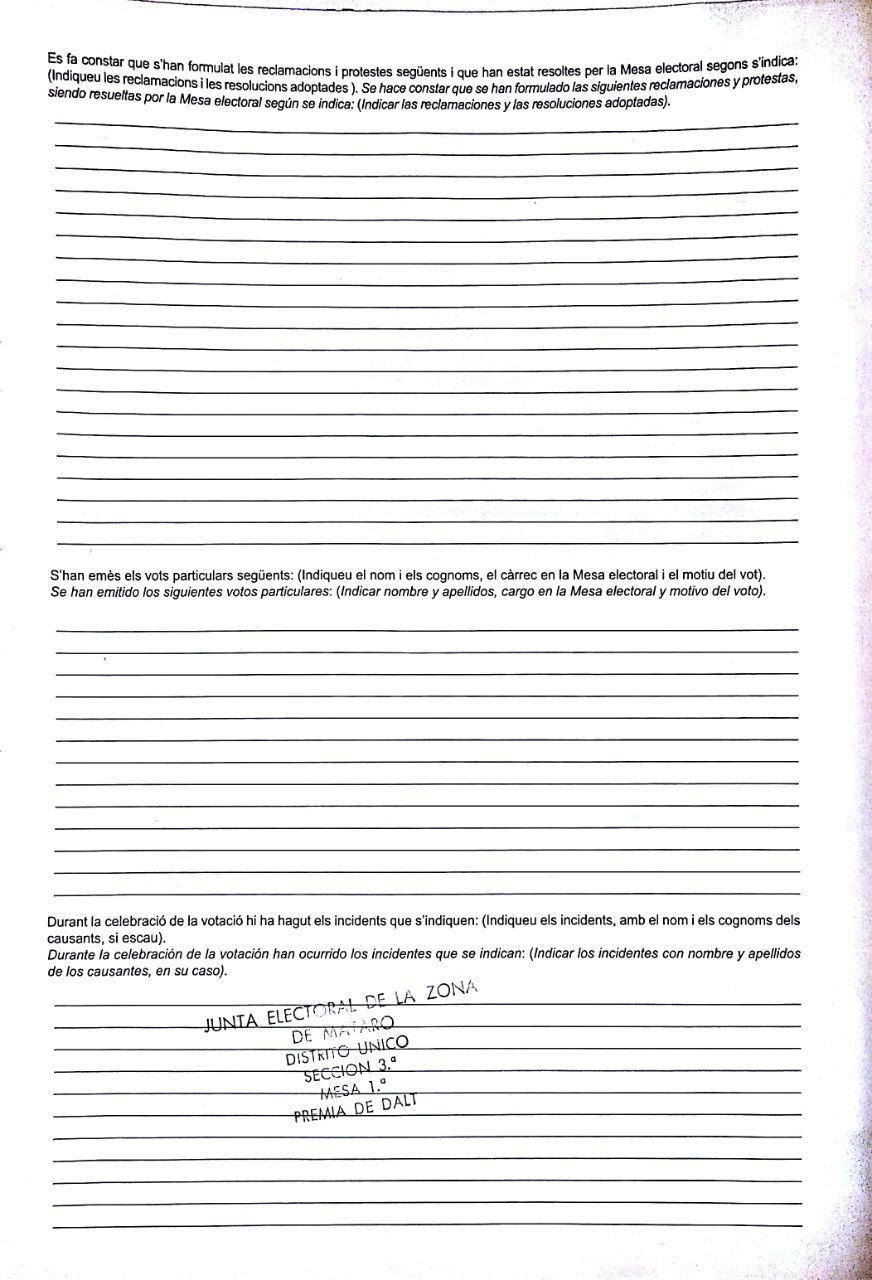 Es fa constar que s'han formulat les reclamacions i protestes següents i que han estat resoltes per la Mesa electoral segons s'indica:
(Indiqueu les reclamacions i les resolucions adoptades ). Se hace constar que se han formulado las siguientes reclamaciones y protestas,
siendo resueltas por la Mesa electoral según se indica: (Indicar las reclamaciones y las resoluciones adoptadas).
S'han emès els vots particulars següents: (Indiqueu el nom i els cognoms, el càrrec en la Mesa electoral i el motiu del vot).
Se han emitido los siguientes votos particulares: (Indicar nombre y apellidos, cargo en la Mesa electoral y motivo del voto).
Durant la celebració de la votació hi ha hagut els incidents que s'indiquen: (Indiqueu els incidents, amb el nom i els cognoms dels
causants, si escau).
Durante la celebración de la votación han ocurrido los incidentes que se indican: (Indicar los incidentes con nombre y apellidos
de los causantes, en su caso).
JUNTA ELECTORAL DE LA ZONA
DE MATARO
DISTRITO UNICO
SECCION 3.ª
MESA 1.ª
PREMIA DE DALT